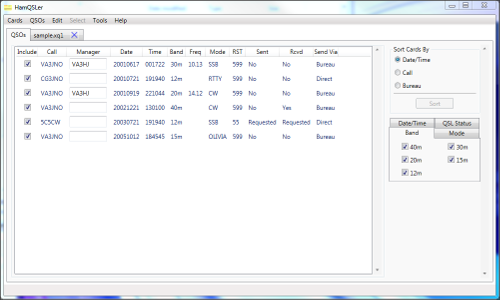 HamQSLer
QSOs QSLs Edit Select Tools Help
QSOs sample.xq1 X
Include Call Manager Date Time Band Freq Mode RST Sent Rcvd Send Via
VA3JNO VA3HJ 20010617 001722 30m 10.13 SSB 599 No No Bureau
CG3JNO 20010721 191940 12m RTTY 599 No No Direct
VA3JNO VA3HJ 20010919 221044 20m 14.12 CW 599 No No Bureau
VA3JNO 20021221 130100 40m CW 599 No Yes Bureau
5C5CW 20030721 191940 12m SSB 55 Requested Requested Direct
VA3JNO 20051012 184545 15m OLIVIA 599 No No Bureau
Sort Cards By
Date/Time
Call
Bureau
Sort
Date/Time QSL Status
Band Mode
40m 30m
20m 15m
12m